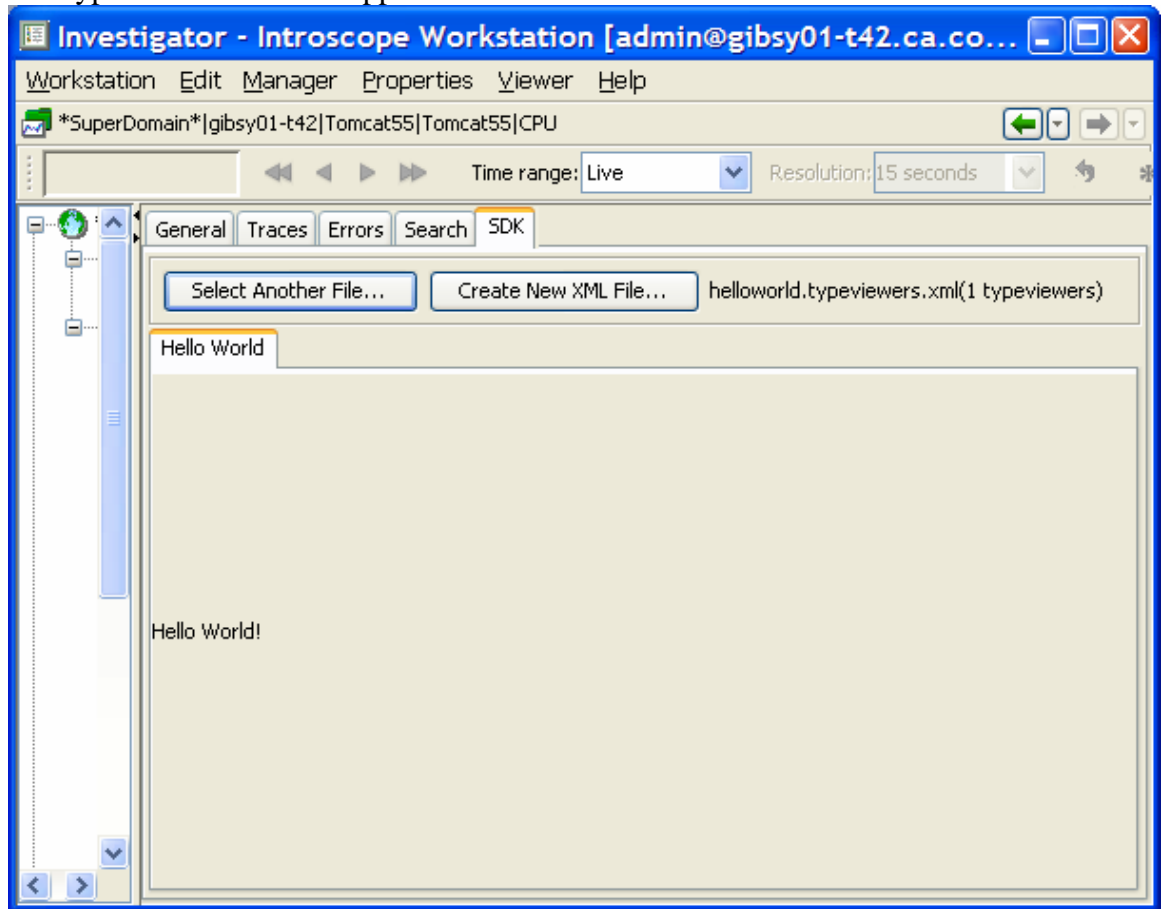 Investigator - Introscope Workstation [admin@gibsy01-t42.ca.co...
Workstation Edit Manager Properties Viewer Help
*SuperDomain*|gibsy01-t42|Tomcat55|Tomcat55|CPU
Time range: Live Resolution: 15 seconds
General Traces Errors Search SDK
Select Another File... Create New XML File... helloworld.typeviewers.xml(1 typeviewers)
Hello World
Hello World!